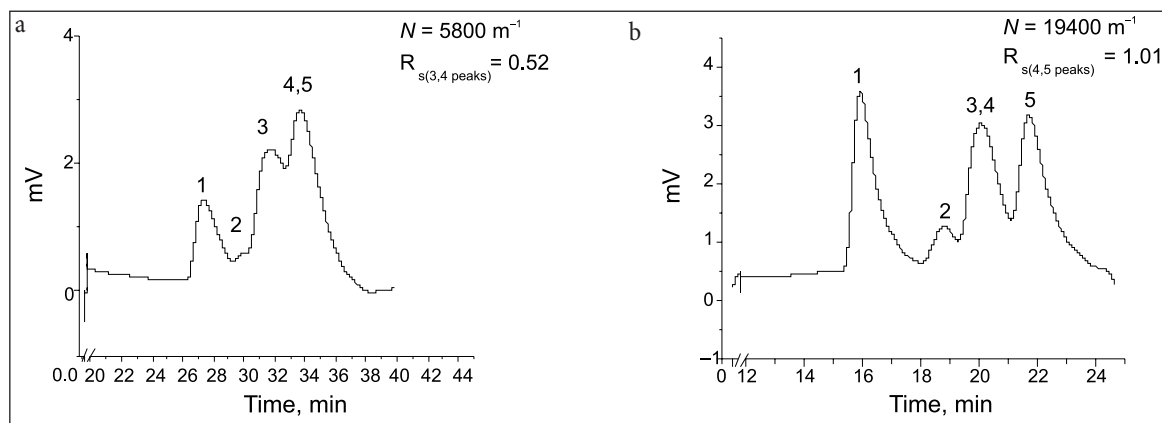 a
N = 5800 m⁻¹
R s(3,4 peaks) = 0.52
4
2
0
mV
1
2
3
4,5
0.0 20 22 24 26 28 30 32 34 36 38 40 42 44
Time, min
b
N = 19400 m⁻¹
R s(4,5 peaks) = 1.01
4
3
2
1
0
−1
mV
1
2
3,4
5
0 12 14 16 18 19 20 22 24
Time, min